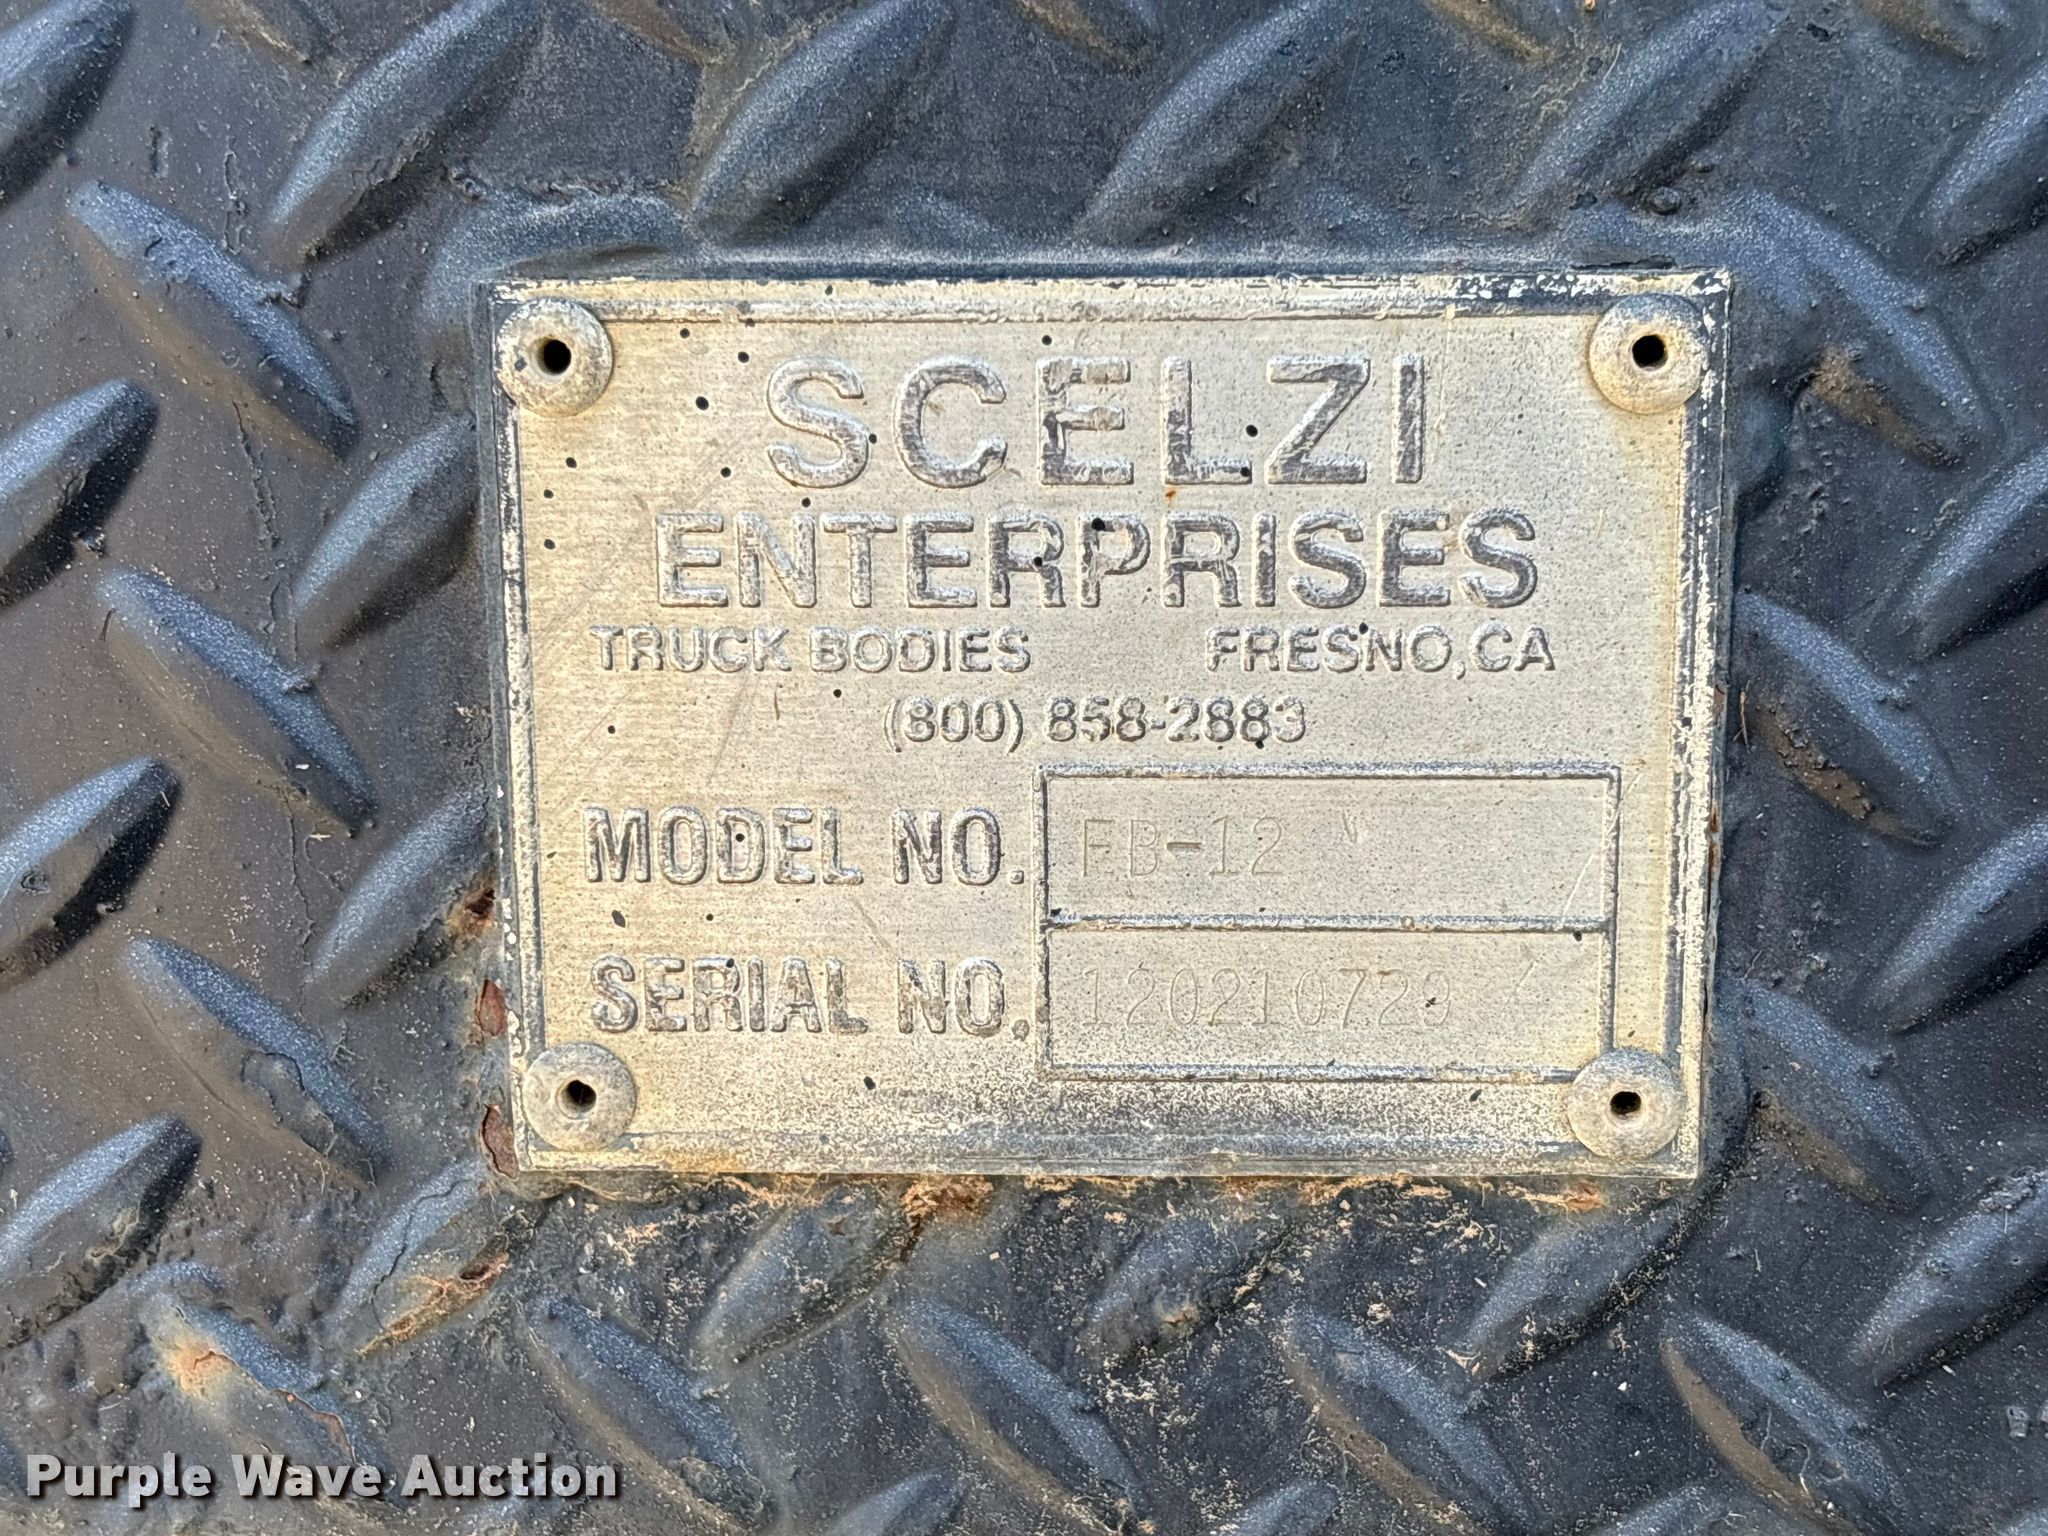 SCELZI
ENTERPRISES
TRUCK BODIES FRESNO, CA
(800) 858-2883
MODEL NO. FB-12
SERIAL NO. 120210729
Purple Wave Auction